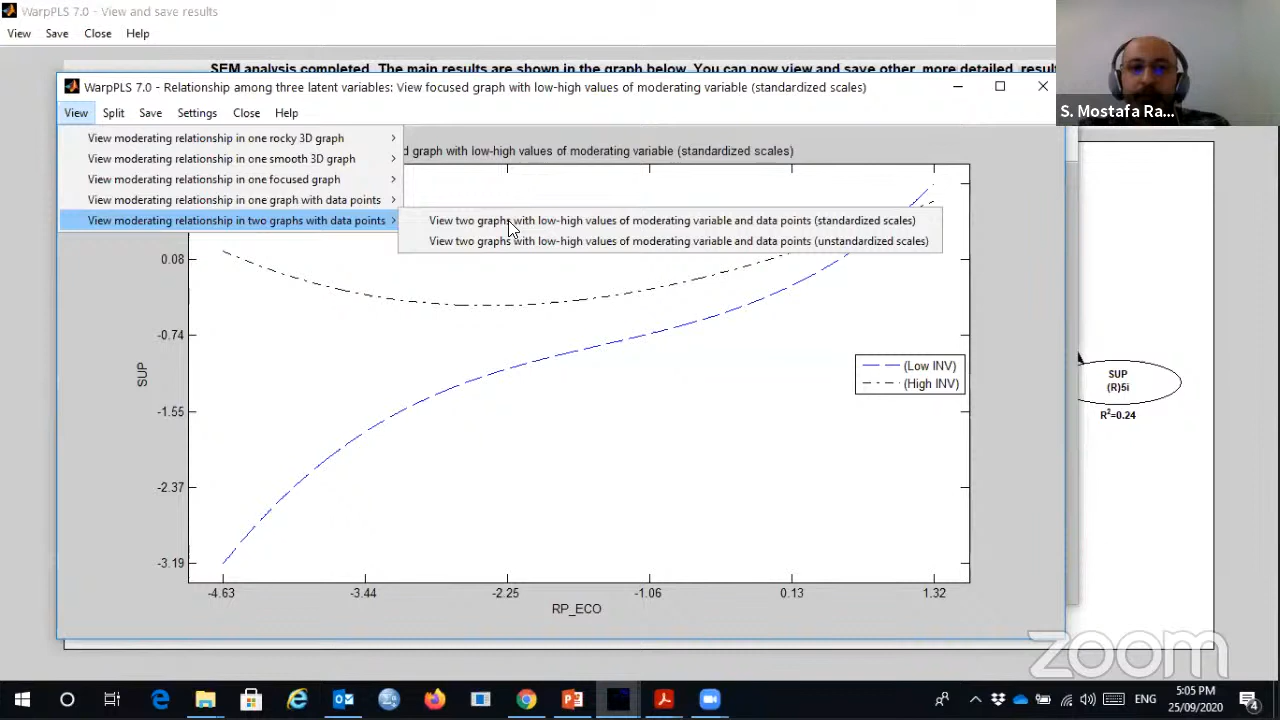 WarpPLS 7.0 - View and save results
View Save Close Help
SEM analysis completed. The main results are shown in the graph below. You can now view and save other, more detailed, result
WarpPLS 7.0 - Relationship among three latent variables: View focused graph with low-high values of moderating variable (standardized scales)
S. Mostafa Ra...
View Split Save Settings Close Help
View moderating relationship in one rocky 3D graph
View moderating relationship in one smooth 3D graph
View moderating relationship in one focused graph
View moderating relationship in one graph with data points
View moderating relationship in two graphs with data points
d graph with low-high values of moderating variable (standardized scales)
View two graphs with low-high values of moderating variable and data points (standardized scales)
View two graphs with low-high values of moderating variable and data points (unstandardized scales)
0.08
-0.74
-1.55
-2.37
-3.19
SUP
(Low INV)
(High INV)
-4.63 -3.44 -2.25 -1.06 0.13 1.32
RP_ECO
SUP
(R)5i
R²=0.24
zoom
ENG
5:05 PM
25/09/2020
4